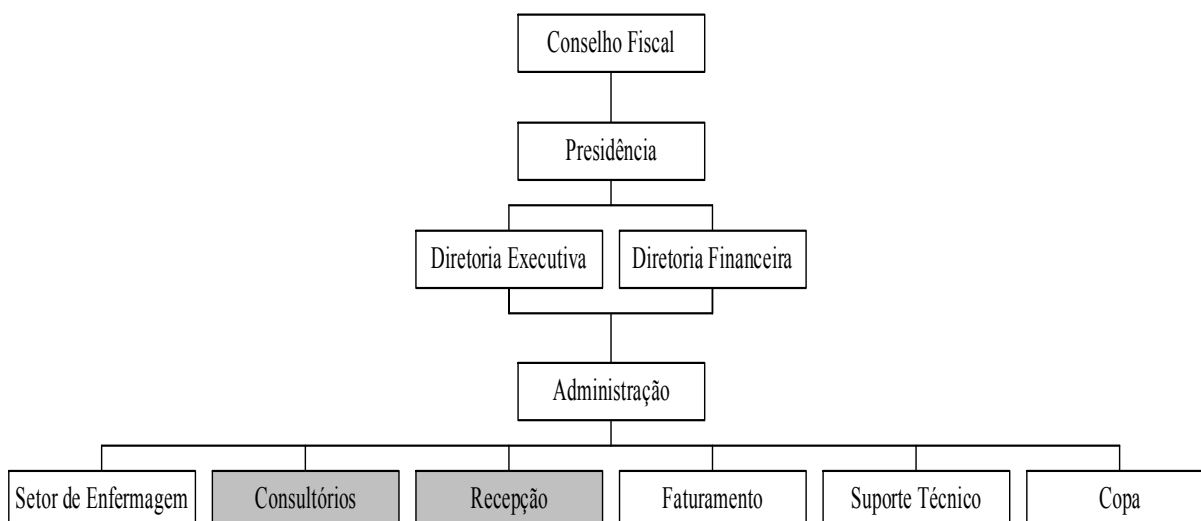 Conselho Fiscal
Presidência
Diretoria Executiva
Diretoria Financeira
Administração
Setor de Enfermagem
Consultórios
Recepção
Faturamento
Suporte Técnico
Copa